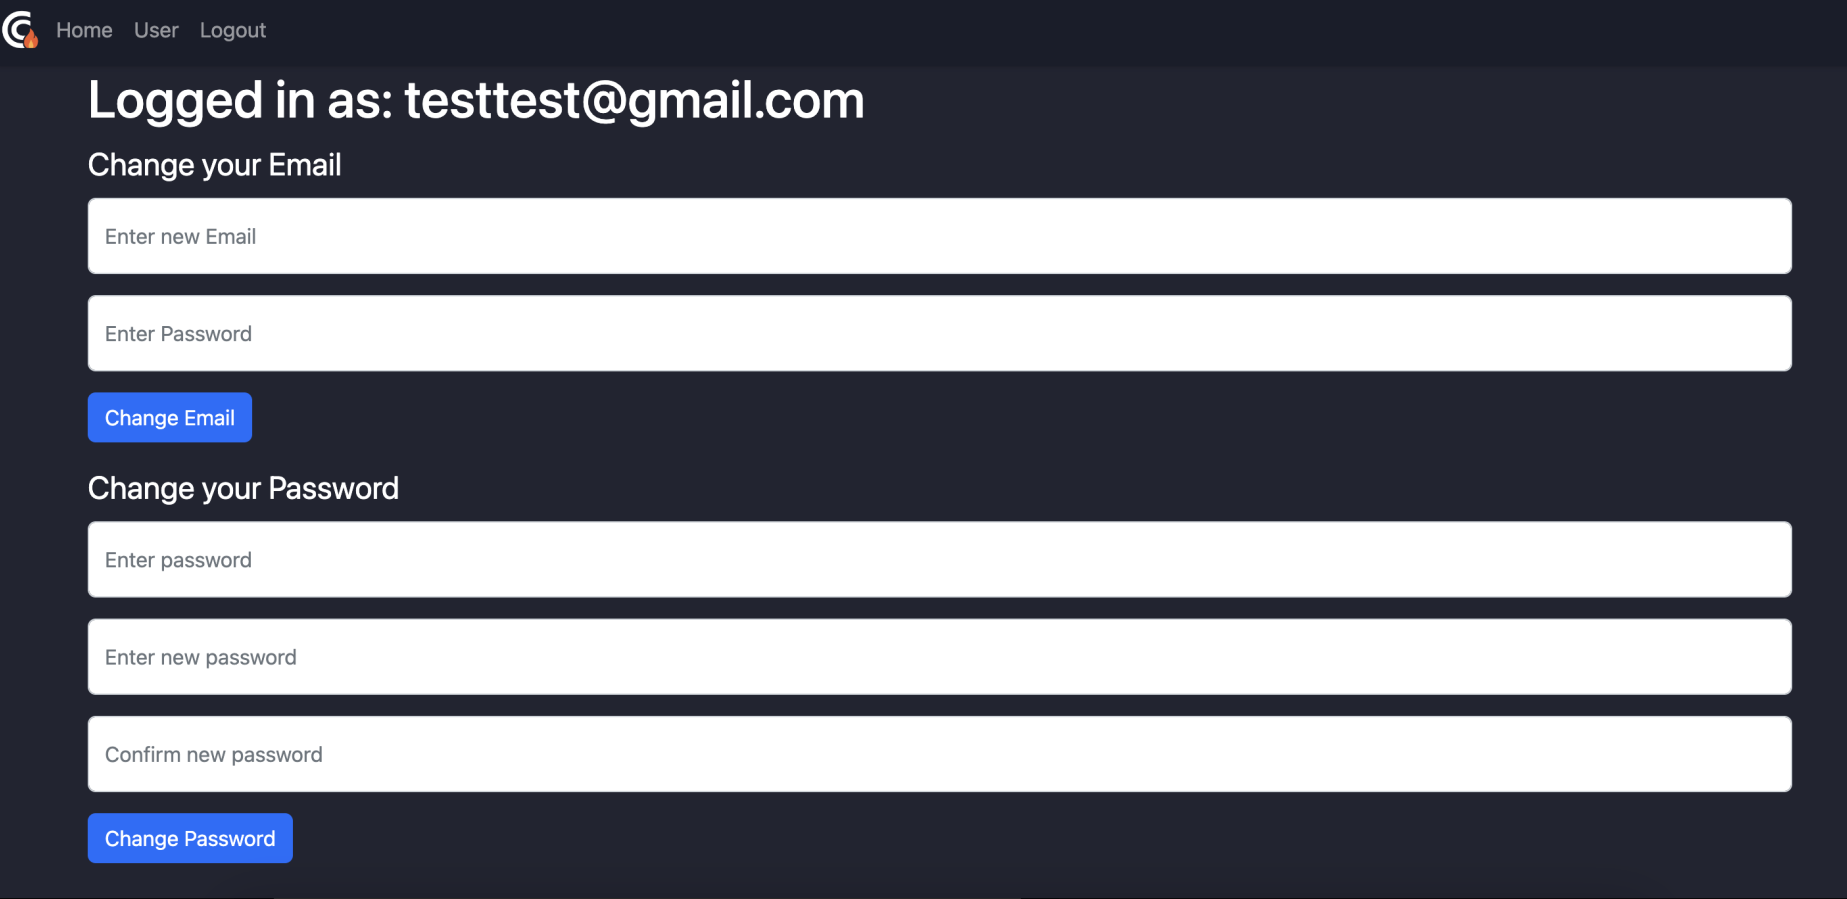 Home User Logout
Logged in as: testtest@gmail.com
Change your Email
Enter new Email
Enter Password
Change Email
Change your Password
Enter password
Enter new password
Confirm new password
Change Password